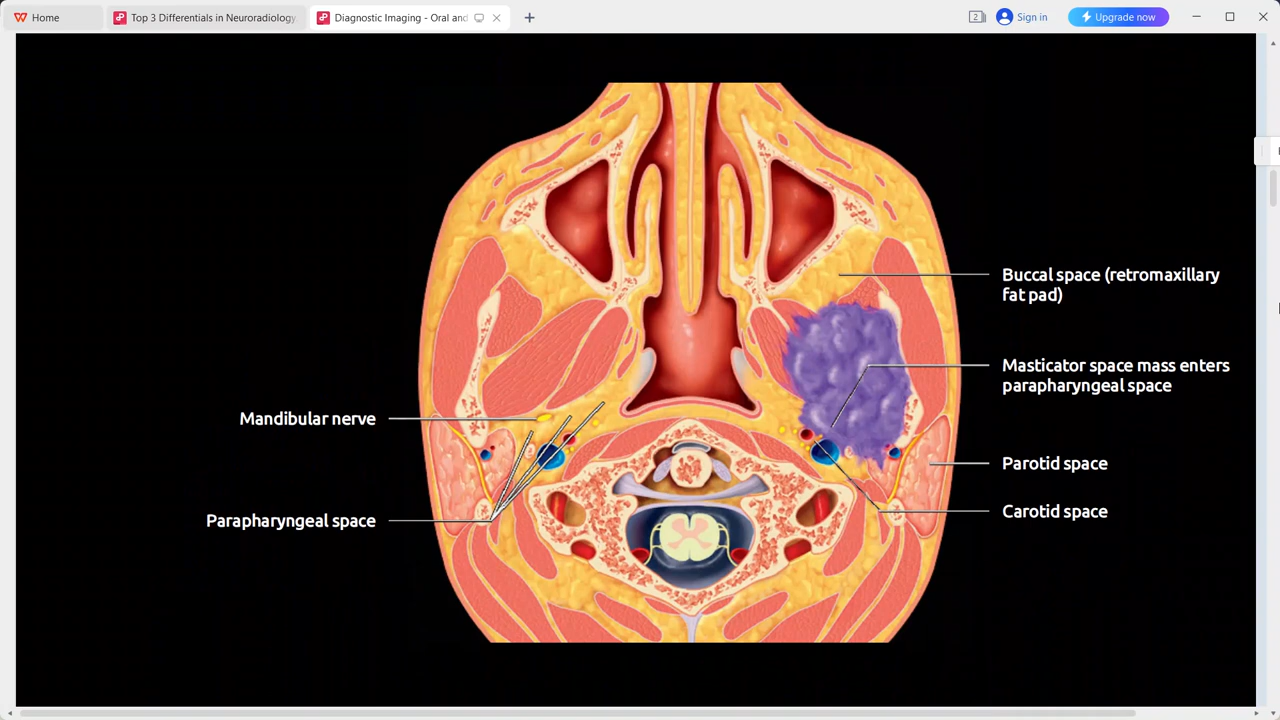 Home
Top 3 Differentials in Neuroradiology.
Diagnostic Imaging - Oral and
2
Sign in
Upgrade now
Buccal space (retromaxillary
fat pad)
Masticator space mass enters
parapharyngeal space
Mandibular nerve
Parotid space
Carotid space
Parapharyngeal space